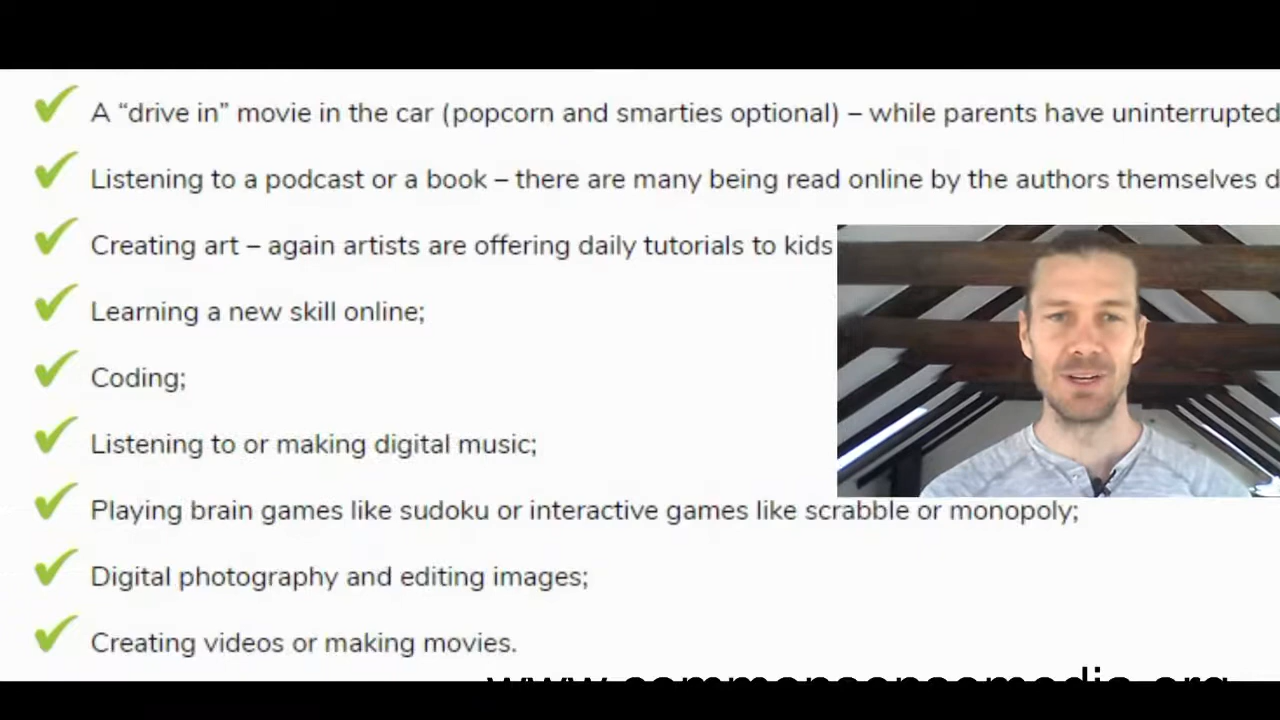 A “drive in” movie in the car (popcorn and smarties optional) – while parents have uninterrupted
Listening to a podcast or a book – there are many being read online by the authors themselves d
Creating art – again artists are offering daily tutorials to kids
Learning a new skill online;
Coding;
Listening to or making digital music;
Playing brain games like sudoku or interactive games like scrabble or monopoly;
Digital photography and editing images;
Creating videos or making movies.
www.commonsensemedia.org